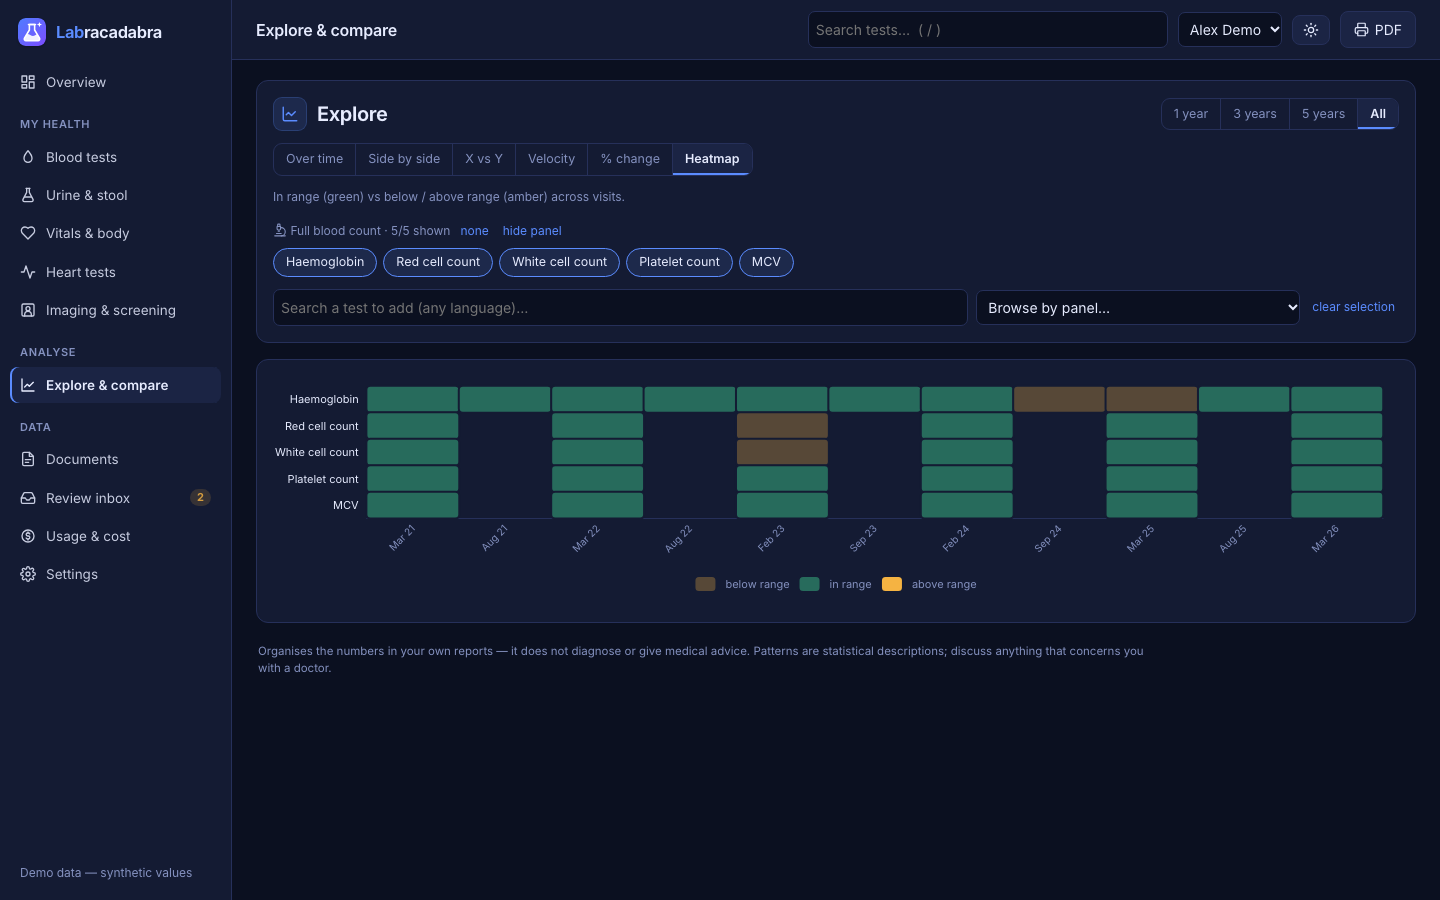 Labracadabra
Overview
MY HEALTH
Blood tests
Urine & stool
Vitals & body
Heart tests
Imaging & screening
ANALYSE
Explore & compare
DATA
Documents
Review inbox 2
Usage & cost
Settings
Demo data — synthetic values
Explore & compare
Search tests... ( / )
Alex Demo
PDF
Explore
1 year 3 years 5 years All
Over time Side by side X vs Y Velocity % change Heatmap
In range (green) vs below / above range (amber) across visits.
Full blood count · 5/5 shown none hide panel
Haemoglobin Red cell count White cell count Platelet count MCV
Search a test to add (any language)...
Browse by panel...
clear selection
Haemoglobin
Red cell count
White cell count
Platelet count
MCV
Mar 21 Aug 21 Mar 22 Aug 22 Feb 23 Sep 23 Feb 24 Sep 24 Mar 25 Aug 25 Mar 26
below range in range above range
Organises the numbers in your own reports — it does not diagnose or give medical advice. Patterns are statistical descriptions; discuss anything that concerns you
with a doctor.